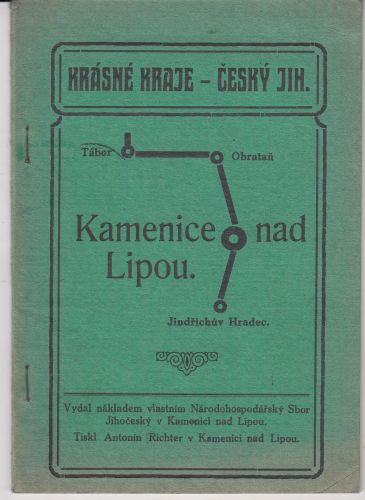 KRÁSNÉ KRAJE – ČESKÝ JIH.
Tábor
Obrataň
Kamenice nad
Lipou.
Jindřichův Hradec.
Vydal nákladem vlastním Národohospodářský Sbor
Jihočeský v Kamenici nad Lipou.
Tiskl Antonín Richter v Kamenici nad Lipou.